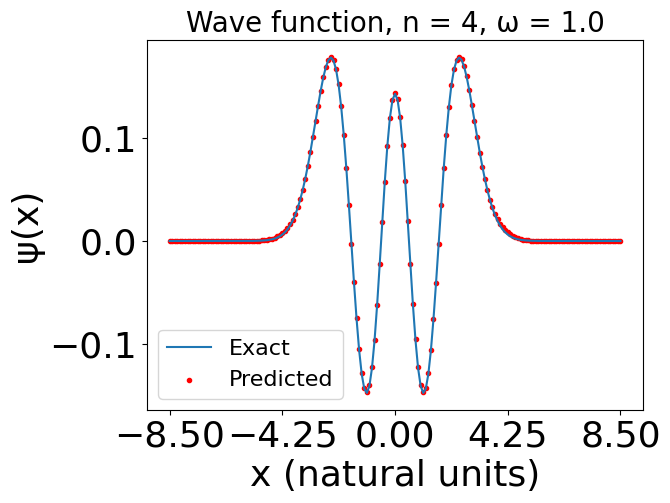 Wave function, n = 4, ω = 1.0
ψ(x)
0.1
0.0
−0.1
Exact
Predicted
−8.50 −4.25 0.00 4.25 8.50
x (natural units)